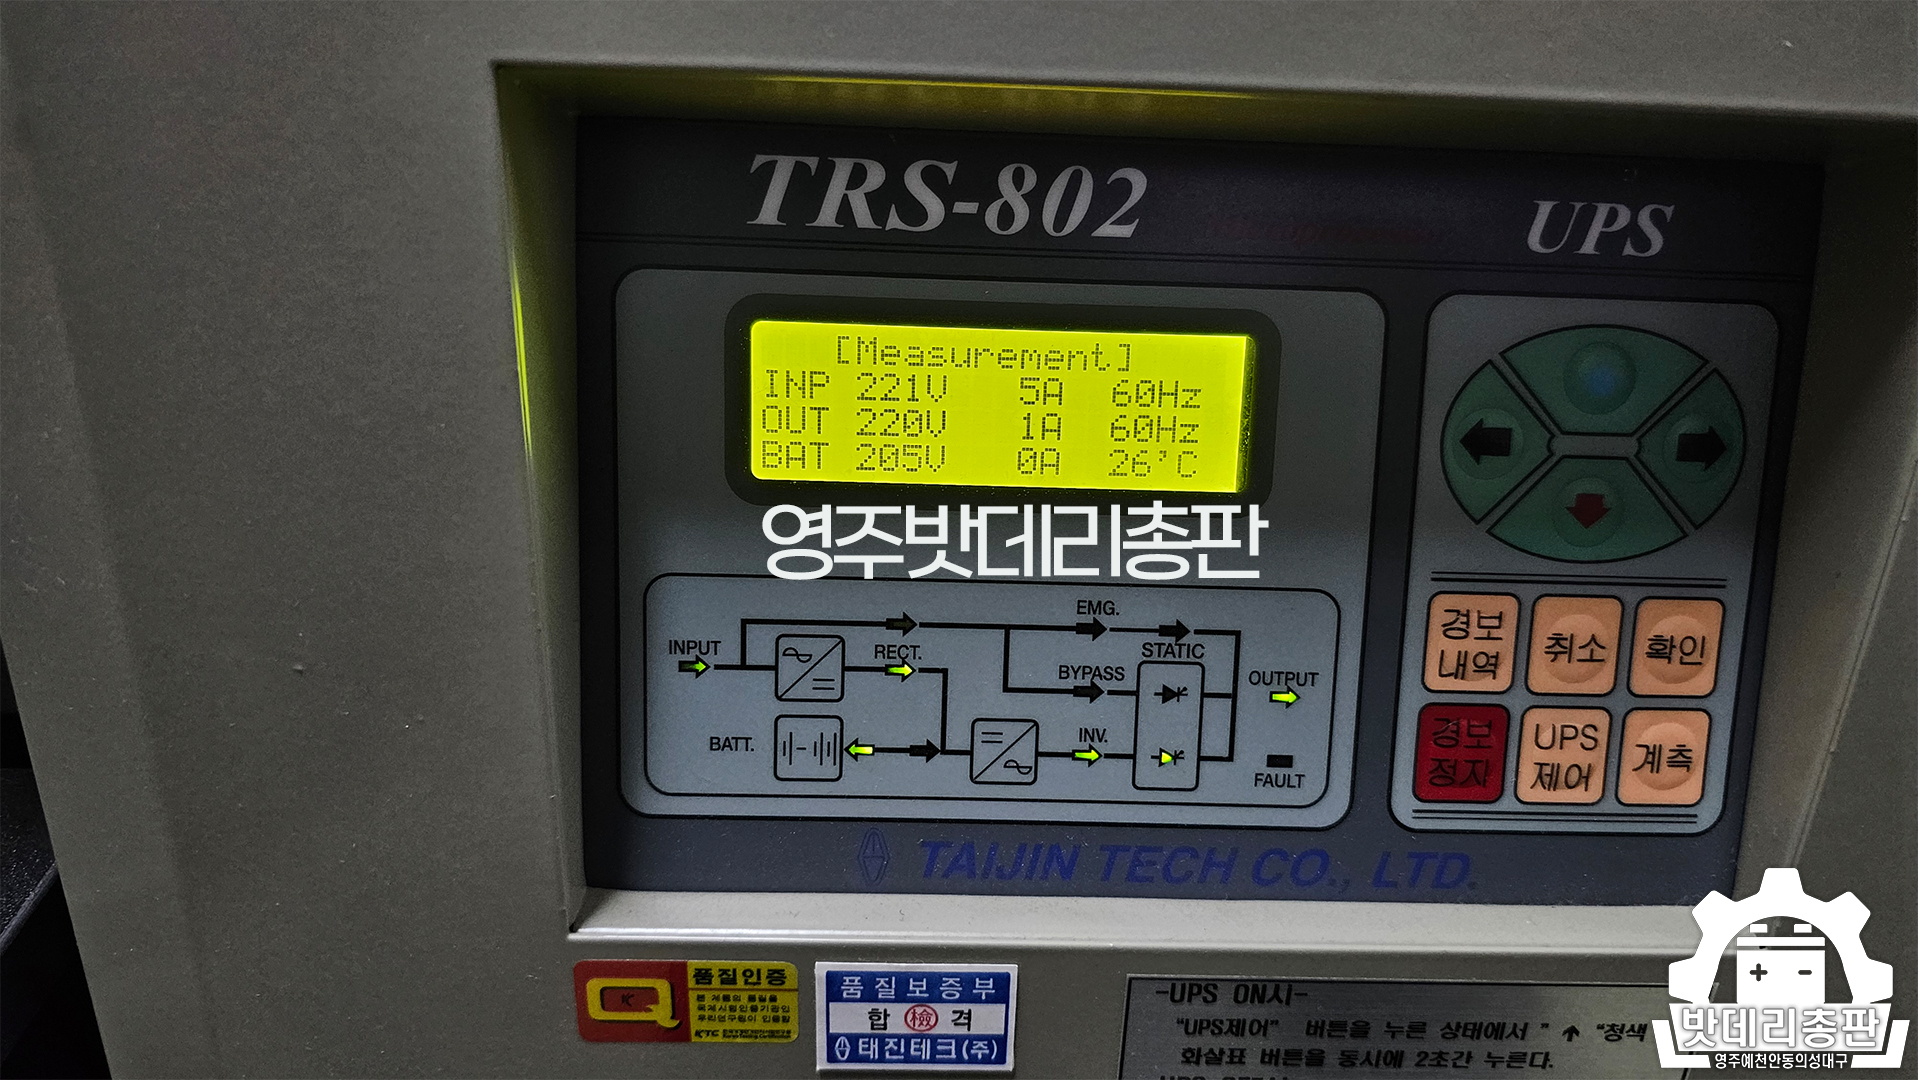 TRS-802
UPS
[Measurement]
INP 221V 5A 60Hz
OUT 220V 1A 60Hz
BAT 205V 0A 26°C
영주밧데리총판
EMG.
INPUT
RECT.
STATIC
BYPASS
OUTPUT
BATT.
INV.
FAULT
경보
내역
취소
확인
경보
정지
UPS
제어
계측
TAIJIN TECH CO., LTD.
Q
품질인증
KTC
품질보증부
합 檢 격
태진테크(주)
-UPS ON시-
"UPS제어" 버튼을 누른 상태에서 " ↑ "청색
화살표 버튼을 동시에 2초간 누른다.
밧데리총판
영주예천안동의성대구